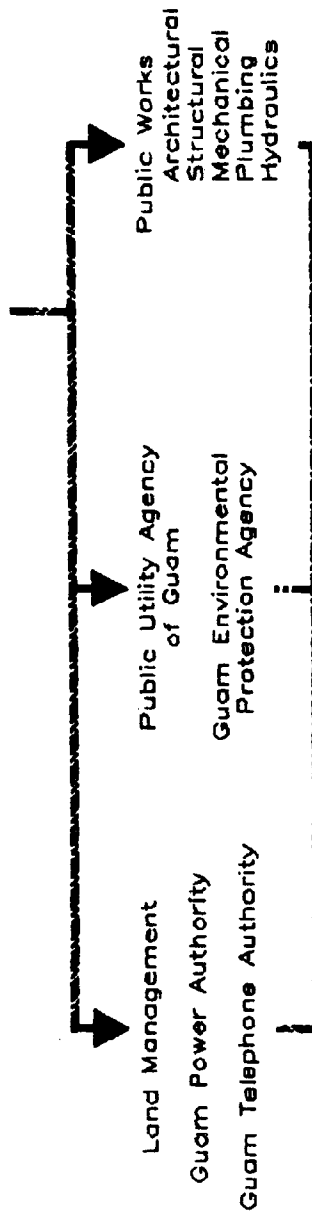 Land Management
Guam Power Authority
Guam Telephone Authority
Public Utility Agency
of Guam
Guam Environmental
Protection Agency
Public Works
Architectural
Structural
Mechanical
Plumbing
Hydraulics